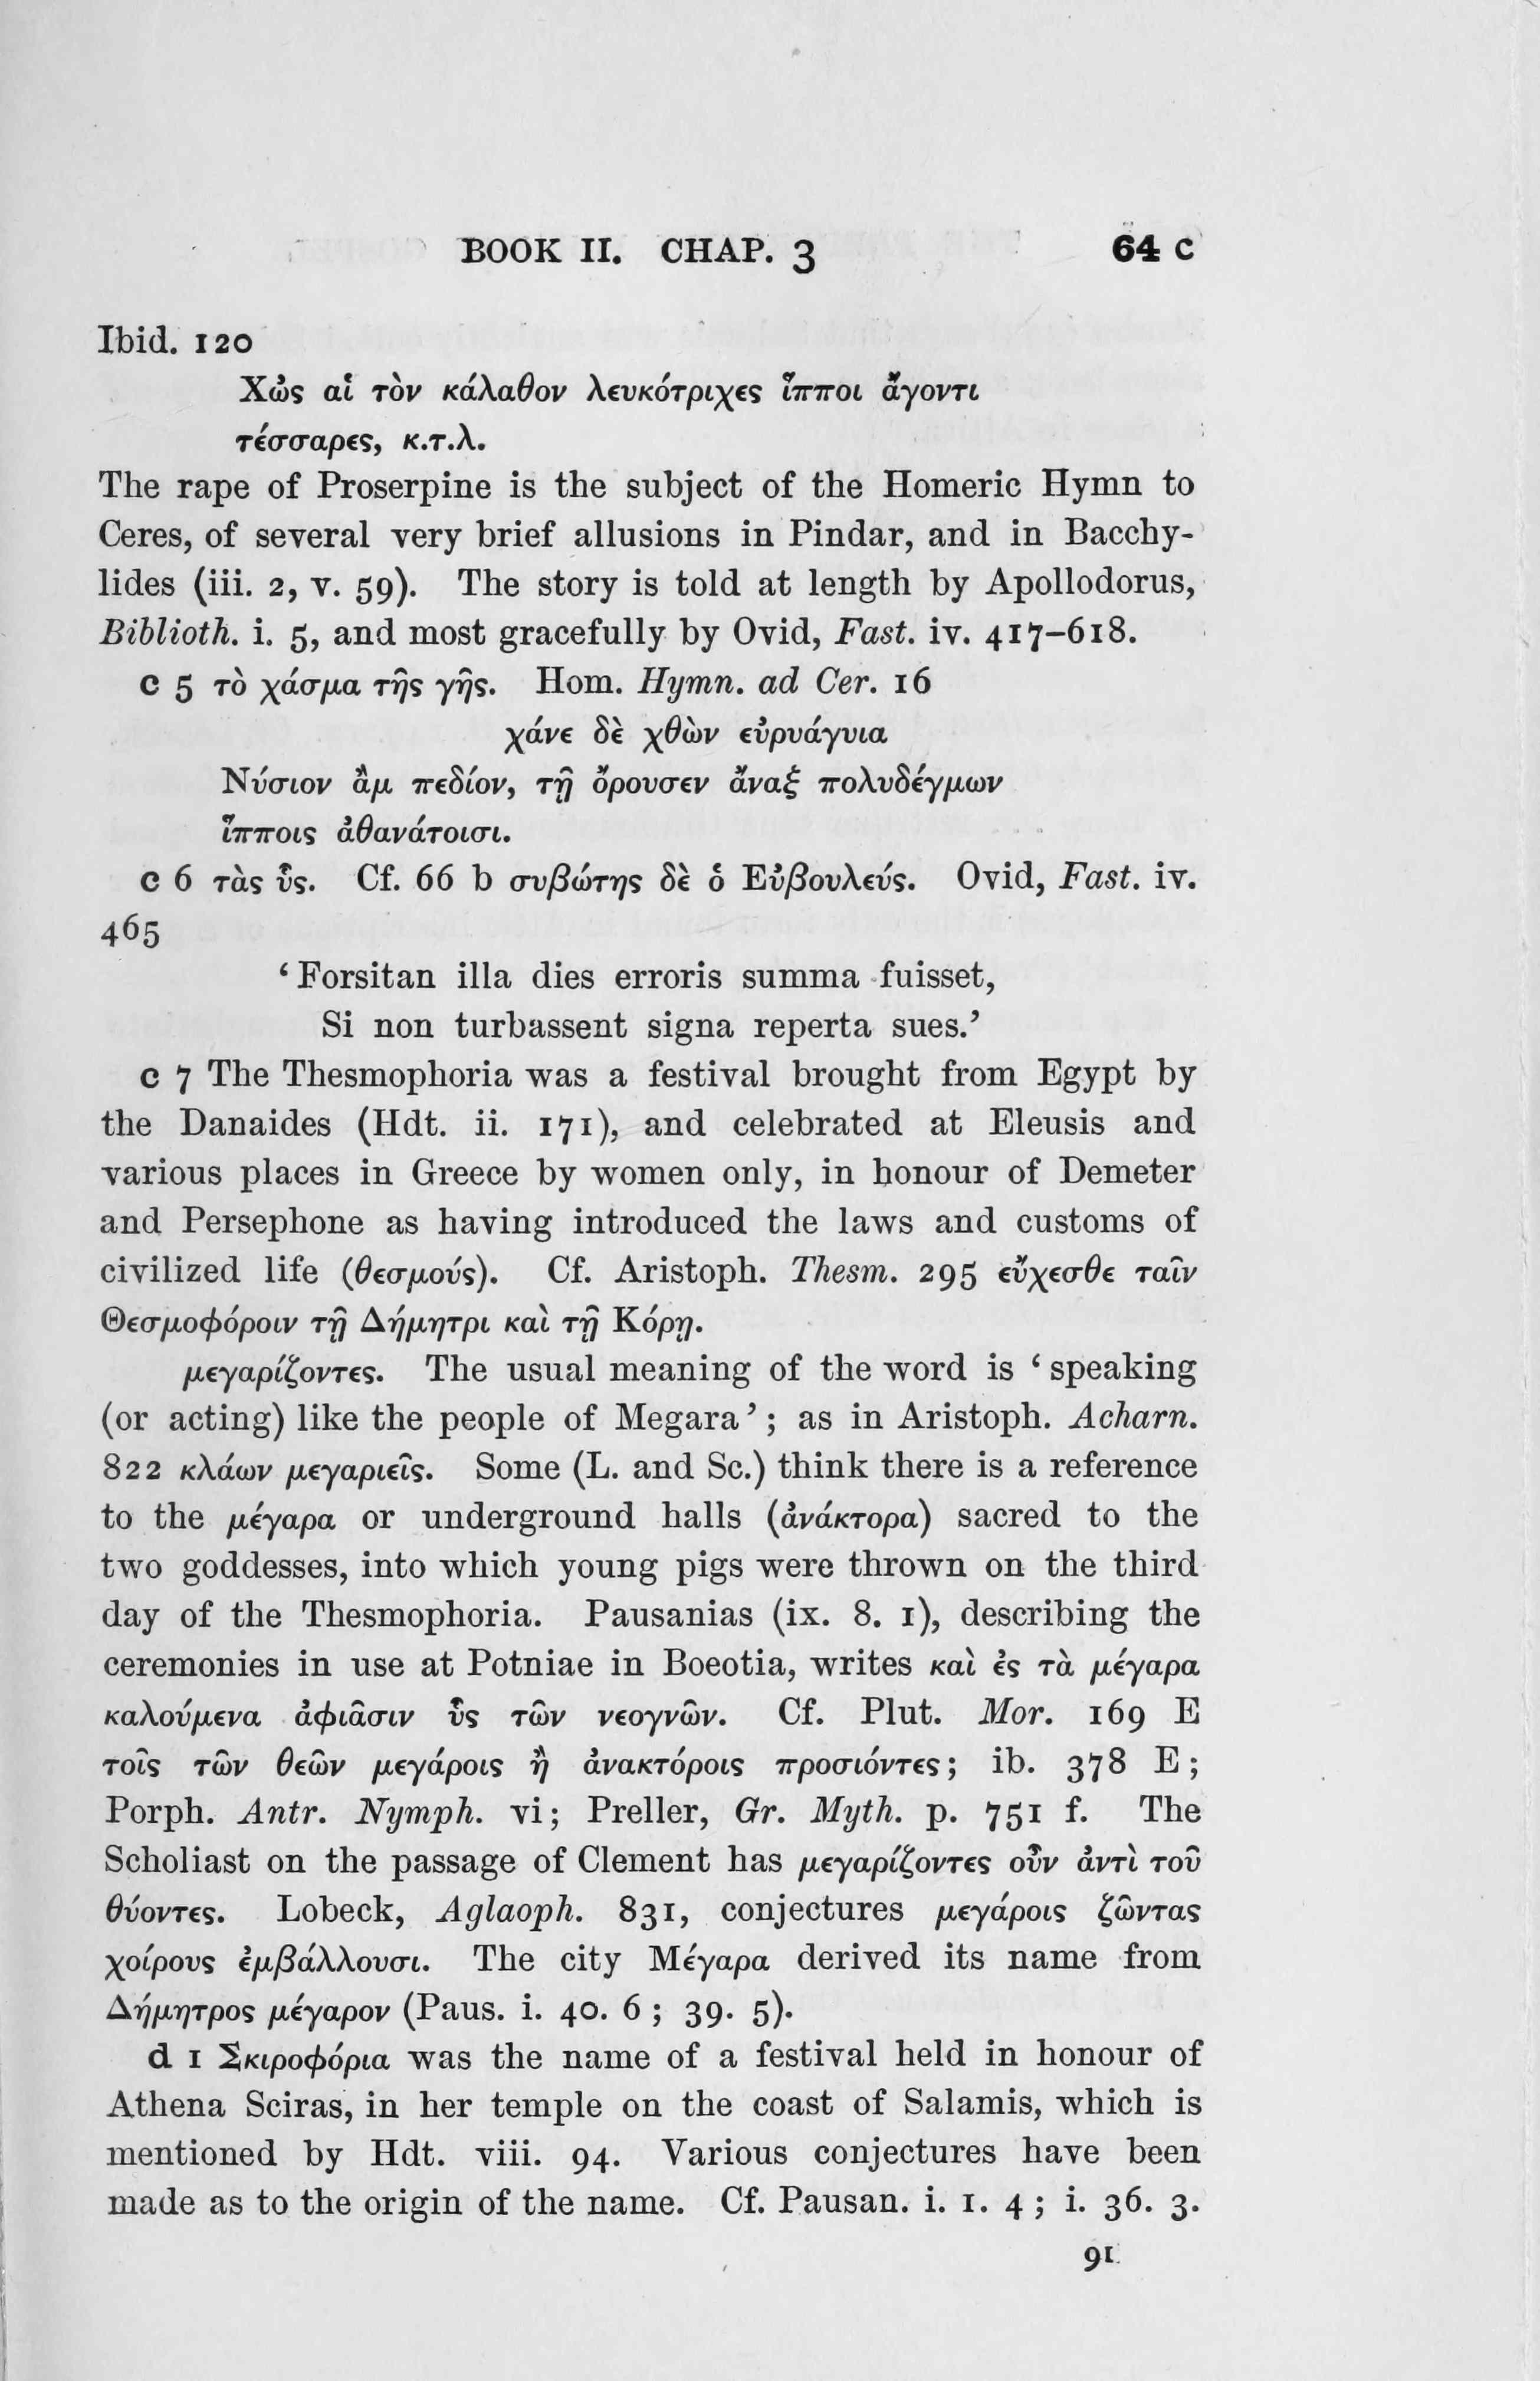 BOOK II. CHAP. 3 64 c
Ibid. 120
Χὠς αἱ τὸν κάλαθον λευκότριχες ἵπποι ἄγοντι
τέσσαρες, κ.τ.λ.
The rape of Proserpine is the subject of the Homeric Hymn to
Ceres, of several very brief allusions in Pindar, and in Bacchy-
lides (iii. 2, v. 59). The story is told at length by Apollodorus,
Biblioth. i. 5, and most gracefully by Ovid, Fast. iv. 417–618.
c 5 τὸ χάσμα τῆς γῆς. Hom. Hymn. ad Cer. 16
χάνε δὲ χθὼν εὐρυάγυια
Νύσιον ἂμ πεδίον, τῇ ὄρουσεν ἄναξ πολυδέγμων
ἵπποις ἀθανάτοισι.
c 6 τὰς ὗς. Cf. 66 b συβώτης δὲ ὁ Εὐβουλεύς. Ovid, Fast. iv.
465
‘Forsitan illa dies erroris summa fuisset,
Si non turbassent signa reperta sues.’
c 7 The Thesmophoria was a festival brought from Egypt by
the Danaides (Hdt. ii. 171), and celebrated at Eleusis and
various places in Greece by women only, in honour of Demeter
and Persephone as having introduced the laws and customs of
civilized life (θεσμούς). Cf. Aristoph. Thesm. 295 εὔχεσθε ταῖν
Θεσμοφόροιν τῇ Δήμητρι καὶ τῇ Κόρῃ.
μεγαρίζοντες. The usual meaning of the word is ‘speaking
(or acting) like the people of Megara’; as in Aristoph. Acharn.
822 κλάων μεγαριεῖς. Some (L. and Sc.) think there is a reference
to the μέγαρα or underground halls (ἀνάκτορα) sacred to the
two goddesses, into which young pigs were thrown on the third
day of the Thesmophoria. Pausanias (ix. 8. 1), describing the
ceremonies in use at Potniae in Boeotia, writes καὶ ἐς τὰ μέγαρα
καλούμενα ἀφιᾶσιν ὗς τῶν νεογνῶν. Cf. Plut. Mor. 169 E
τοῖς τῶν θεῶν μεγάροις ἢ ἀνακτόροις προσιόντες; ib. 378 E;
Porph. Antr. Nymph. vi; Preller, Gr. Myth. p. 751 f. The
Scholiast on the passage of Clement has μεγαρίζοντες οὖν ἀντὶ τοῦ
θύοντες. Lobeck, Aglaoph. 831, conjectures μεγάροις ζῶντας
χοίρους ἐμβάλλουσι. The city Μέγαρα derived its name from
Δήμητρος μέγαρον (Paus. i. 40. 6; 39. 5).
d 1 Σκιροφόρια was the name of a festival held in honour of
Athena Sciras, in her temple on the coast of Salamis, which is
mentioned by Hdt. viii. 94. Various conjectures have been
made as to the origin of the name. Cf. Pausan. i. 1. 4; i. 36. 3.
91